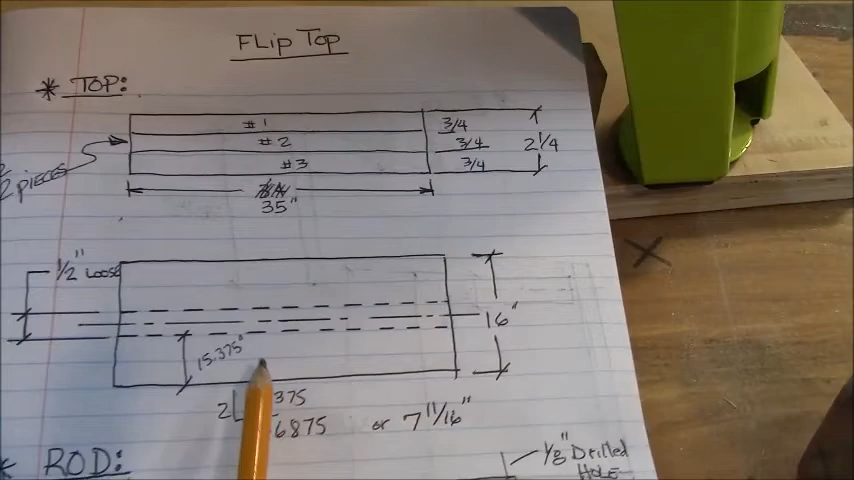 FLip Top
* TOP:
#1
#2
#3
3/4
3/4
3/4
2 1/4
2 PIECES
35"
1/2" LOOSE
16"
15.375"
2 375
6875 or 7 11/16"
* ROD:
1/8" Drilled
HOLE